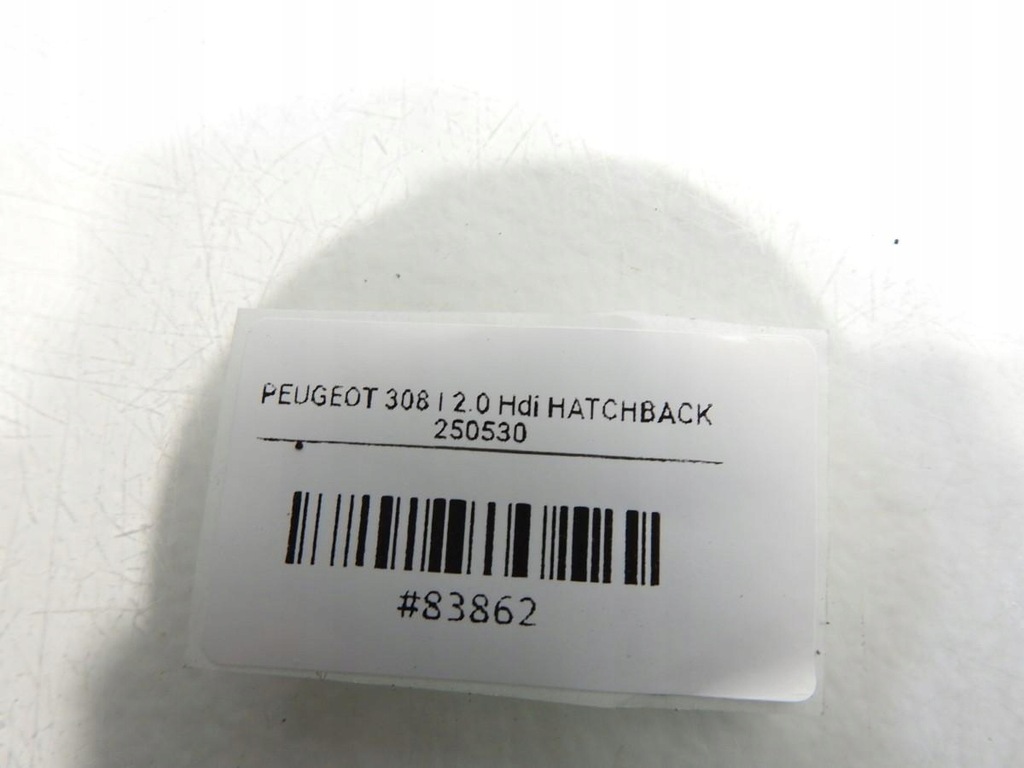 PEUGEOT 308 I 2.0 Hdi HATCHBACK
250530
#83862